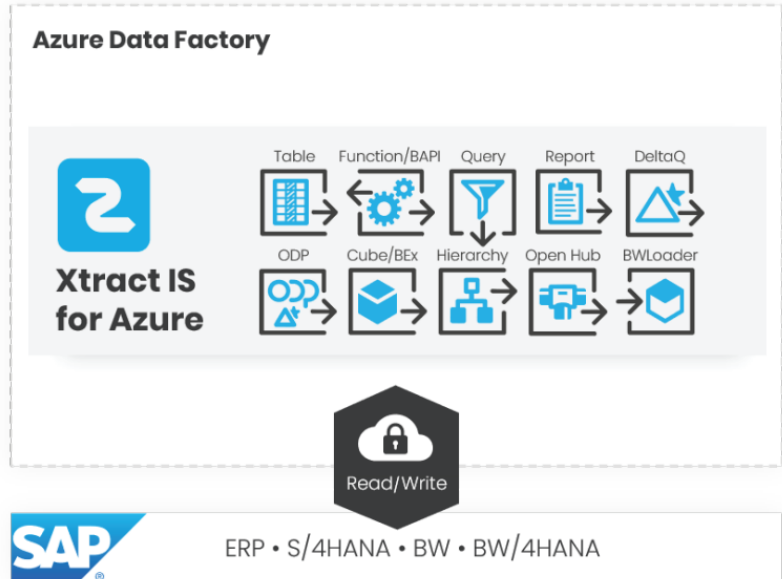 Azure Data Factory
Table Function/BAPI Query Report DeltaQ
ODP Cube/BEx Hierarchy Open Hub BWLoader
ODP
Xtract IS
for Azure
Read/Write
SAP ®
ERP • S/4HANA • BW • BW/4HANA